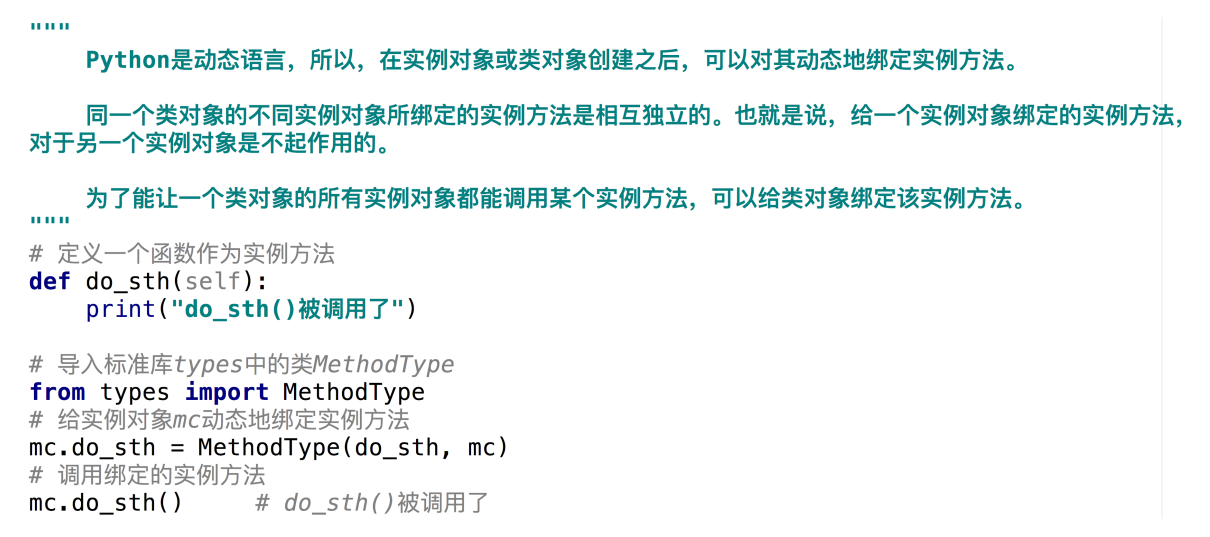 """
    Python是动态语言，所以，在实例对象或类对象创建之后，可以对其动态地绑定实例方法。

    同一个类对象的不同实例对象所绑定的实例方法是相互独立的。也就是说，给一个实例对象绑定的实例方法，
对于另一个实例对象是不起作用的。

    为了能让一个类对象的所有实例对象都能调用某个实例方法，可以给类对象绑定该实例方法。
"""
# 定义一个函数作为实例方法
def do_sth(self):
    print("do_sth()被调用了")

# 导入标准库types中的类MethodType
from types import MethodType
# 给实例对象mc动态地绑定实例方法
mc.do_sth = MethodType(do_sth, mc)
# 调用绑定的实例方法
mc.do_sth()     # do_sth()被调用了